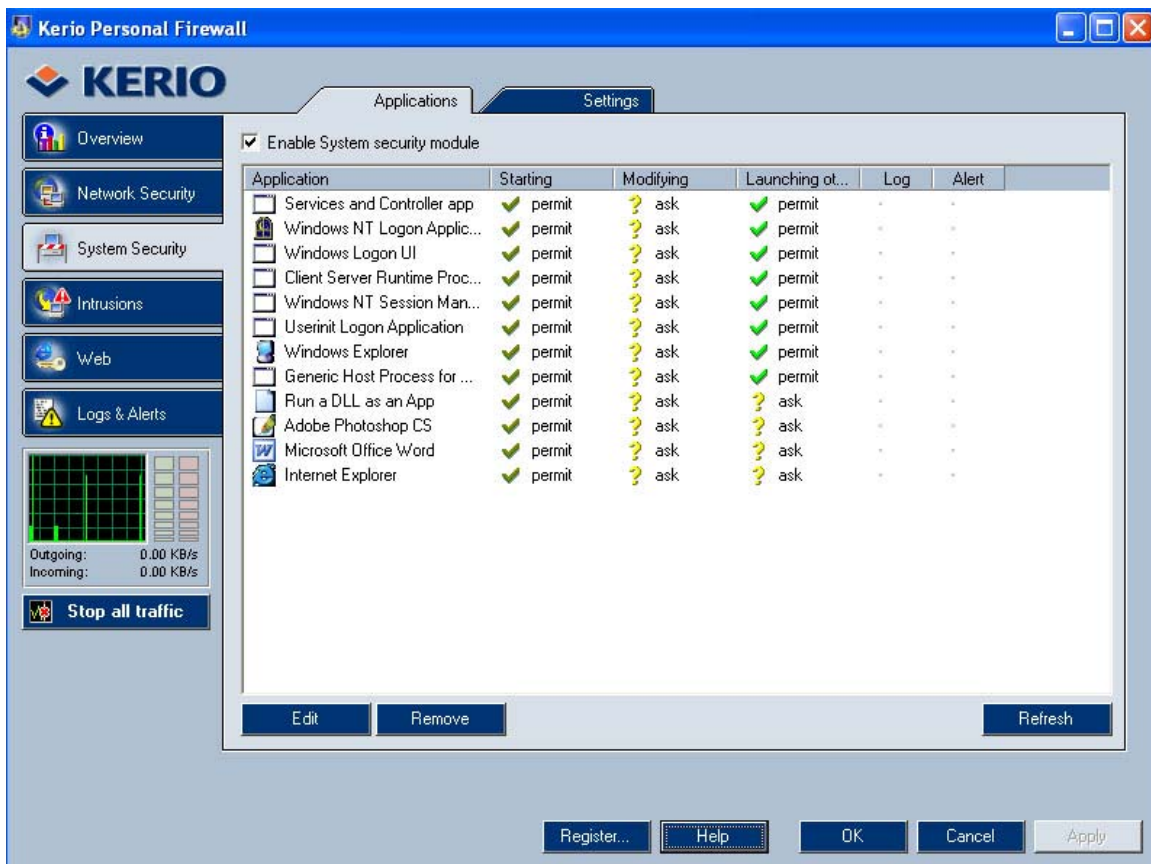 Kerio Personal Firewall
KERIO
Applications
Settings
Overview
Network Security
System Security
Intrusions
Web
Logs & Alerts
Outgoing: 0.00 KB/s
Incoming: 0.00 KB/s
Stop all traffic
Enable System security module
Application Starting Modifying Launching ot... Log Alert
Services and Controller app permit ? ask permit
Windows NT Logon Applic... permit ? ask permit
Windows Logon UI permit ? ask permit
Client Server Runtime Proc... permit ? ask permit
Windows NT Session Man... permit ? ask permit
Userinit Logon Application permit ? ask permit
Windows Explorer permit ? ask permit
Generic Host Process for ... permit ? ask permit
Run a DLL as an App permit ? ask ? ask
Adobe Photoshop CS permit ? ask ? ask
Microsoft Office Word permit ? ask ? ask
Internet Explorer permit ? ask ? ask
Edit
Remove
Refresh
Register...
Help
OK
Cancel
Apply